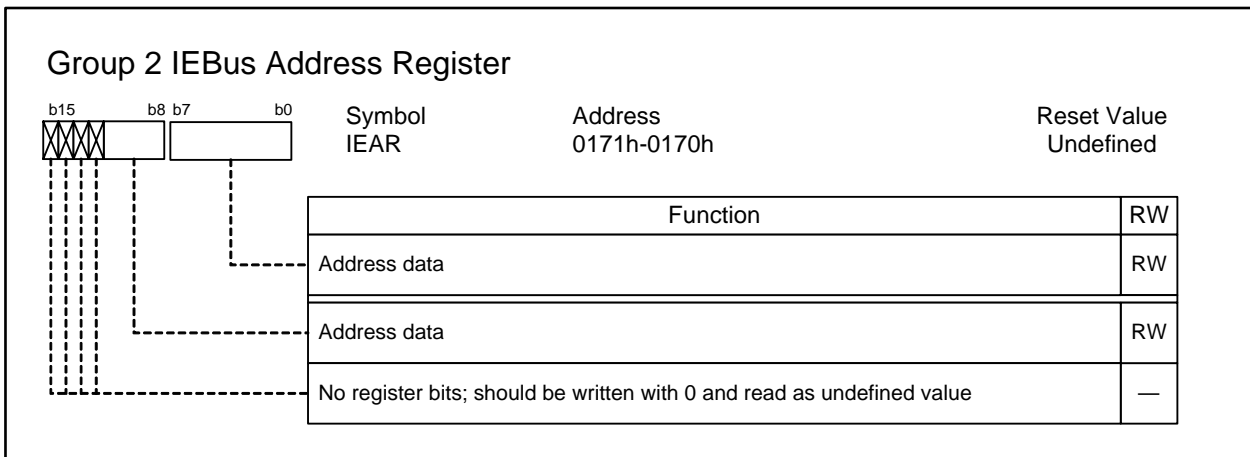 Group 2 IEBus Address Register
b15 b8 b7 b0
Symbol Address Reset Value
IEAR 0171h-0170h Undefined
Function RW
Address data RW
Address data RW
No register bits; should be written with 0 and read as undefined value —